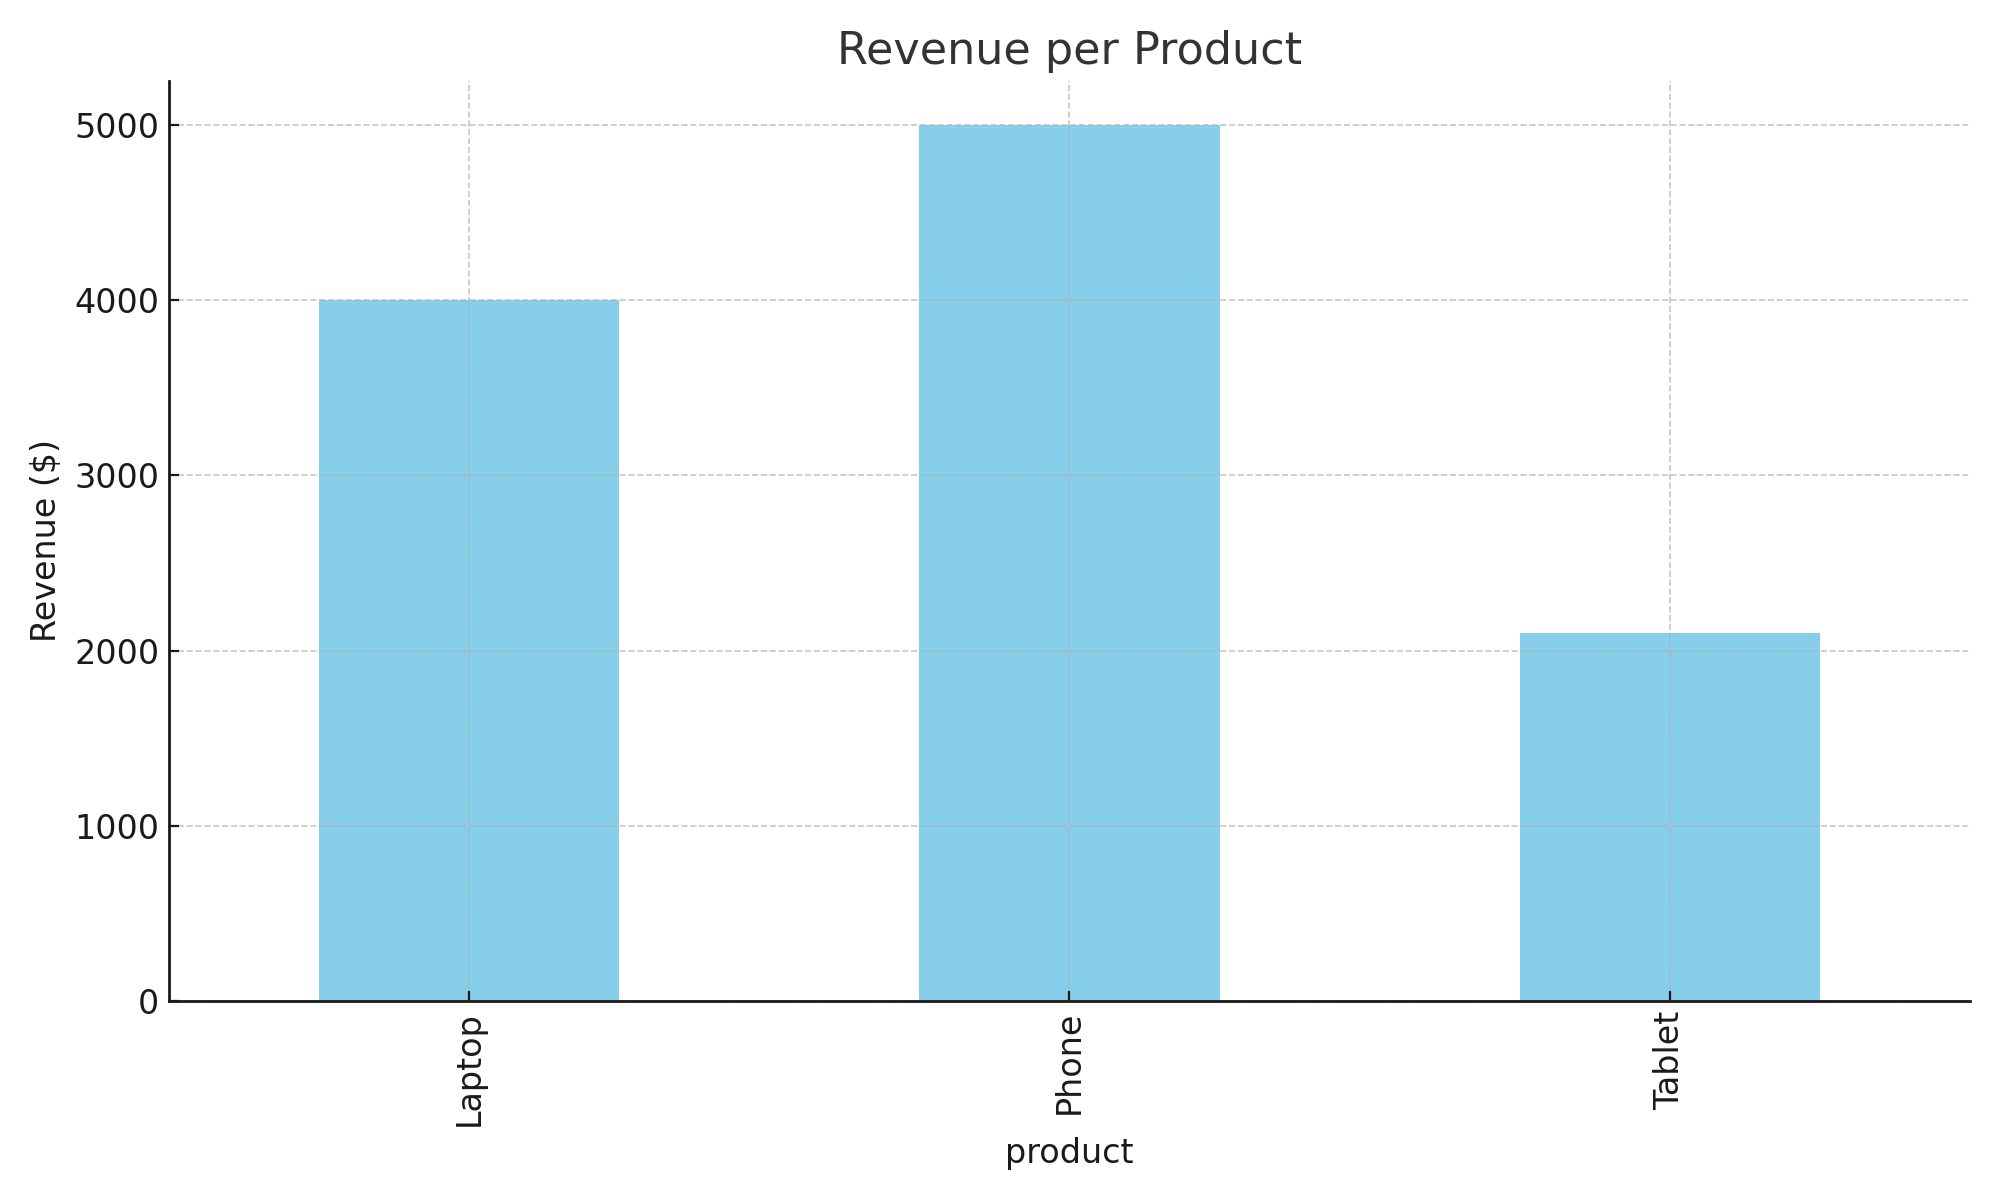 Revenue per Product
Revenue ($)
5000
4000
3000
2000
1000
0
Laptop
Phone
Tablet
product